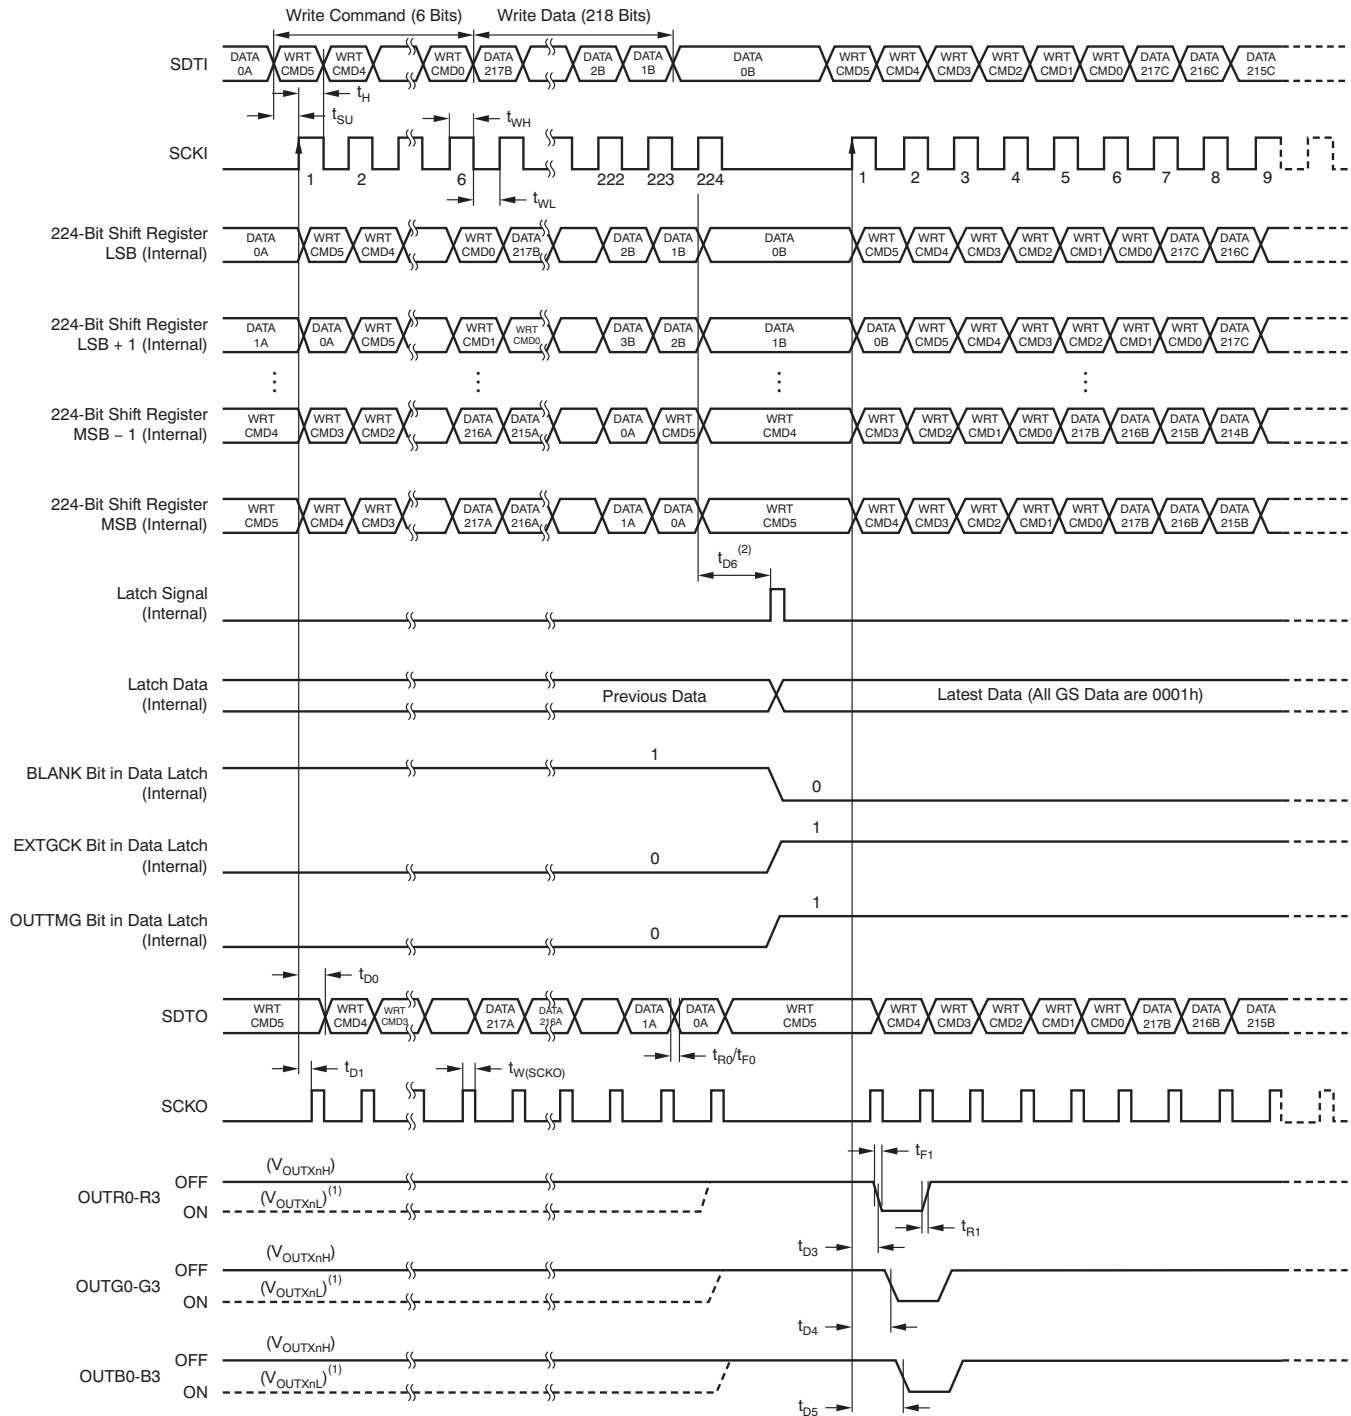 Write Command (6 Bits) Write Data (218 Bits)
SDTI
DATA 0A WRT CMD5 WRT CMD4 WRT CMD0 DATA 217B DATA 2B DATA 1B DATA 0B WRT CMD5 WRT CMD4 WRT CMD3 WRT CMD2 WRT CMD1 WRT CMD0 DATA 217C DATA 216C DATA 215C
tH
tSU
tWH
SCKI
1 2 6 222 223 224 1 2 3 4 5 6 7 8 9
tWL
224-Bit Shift Register
LSB (Internal)
DATA 0A WRT CMD5 WRT CMD4 WRT CMD0 DATA 217B DATA 2B DATA 1B DATA 0B WRT CMD5 WRT CMD4 WRT CMD3 WRT CMD2 WRT CMD1 WRT CMD0 DATA 217C DATA 216C
224-Bit Shift Register
LSB + 1 (Internal)
DATA 1A DATA 0A WRT CMD5 WRT CMD1 WRT CMD0 DATA 3B DATA 2B DATA 1B DATA 0B WRT CMD5 WRT CMD4 WRT CMD3 WRT CMD2 WRT CMD1 WRT CMD0 DATA 217C
224-Bit Shift Register
MSB − 1 (Internal)
WRT CMD4 WRT CMD3 WRT CMD2 DATA 216A DATA 215A DATA 0A WRT CMD5 WRT CMD4 WRT CMD3 WRT CMD2 WRT CMD1 WRT CMD0 DATA 217B DATA 216B DATA 215B DATA 214B
224-Bit Shift Register
MSB (Internal)
WRT CMD5 WRT CMD4 WRT CMD3 DATA 217A DATA 216A DATA 1A DATA 0A WRT CMD5 WRT CMD4 WRT CMD3 WRT CMD2 WRT CMD1 WRT CMD0 DATA 217B DATA 216B DATA 215B
tD6 (2)
Latch Signal
(Internal)
Latch Data
(Internal)
Previous Data Latest Data (All GS Data are 0001h)
BLANK Bit in Data Latch
(Internal)
1
0
EXTGCK Bit in Data Latch
(Internal)
0
1
OUTTMG Bit in Data Latch
(Internal)
0
1
tD0
SDTO
WRT CMD5 WRT CMD4 WRT CMD3 DATA 217A DATA 216A DATA 1A DATA 0A WRT CMD5 WRT CMD4 WRT CMD3 WRT CMD2 WRT CMD1 WRT CMD0 DATA 217B DATA 216B DATA 215B
tD1
tW(SCKO)
tR0/tF0
SCKO
tF1
OUTR0-R3
OFF (VOUTXnH)
ON (VOUTXnL)(1)
tR1
tD3
OUTG0-G3
OFF (VOUTXnH)
ON (VOUTXnL)(1)
tD4
OUTB0-B3
OFF (VOUTXnH)
ON (VOUTXnL)(1)
tD5